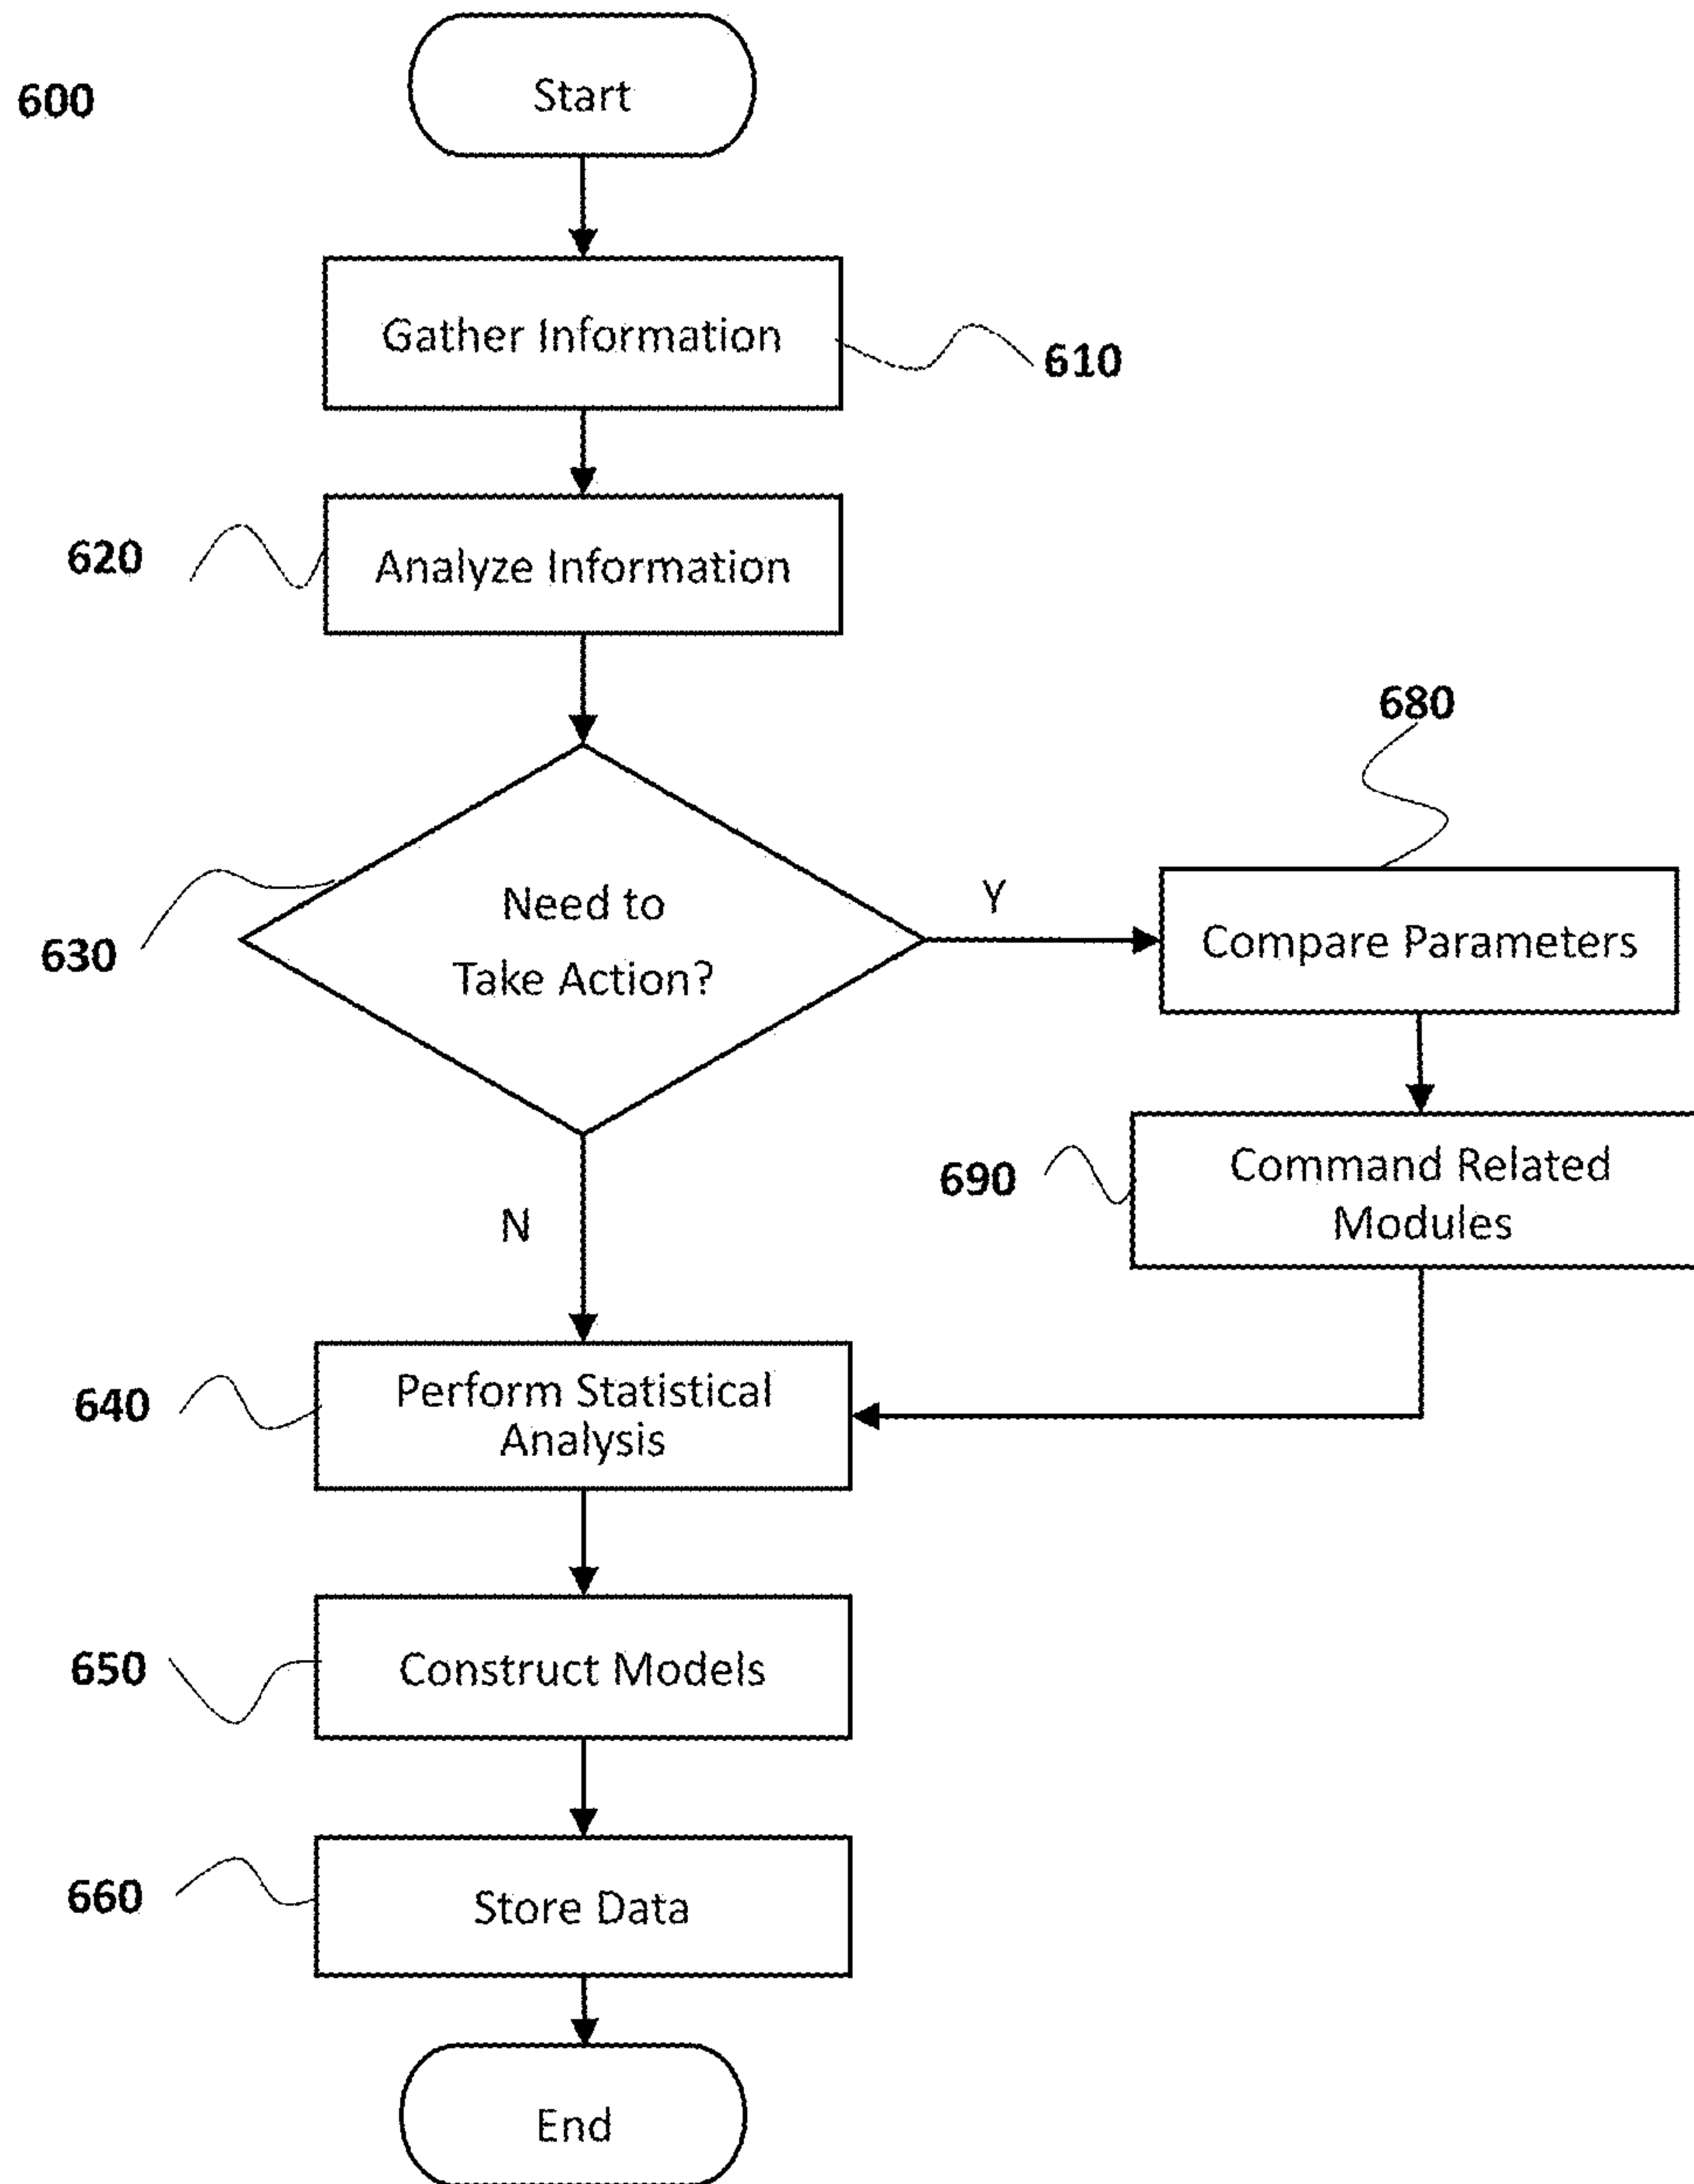 600
Start
Gather Information
610
620
Analyze Information
680
630
Need to
Take Action?
Y
Compare Parameters
690
Command Related
Modules
N
640
Perform Statistical
Analysis
650
Construct Models
660
Store Data
End